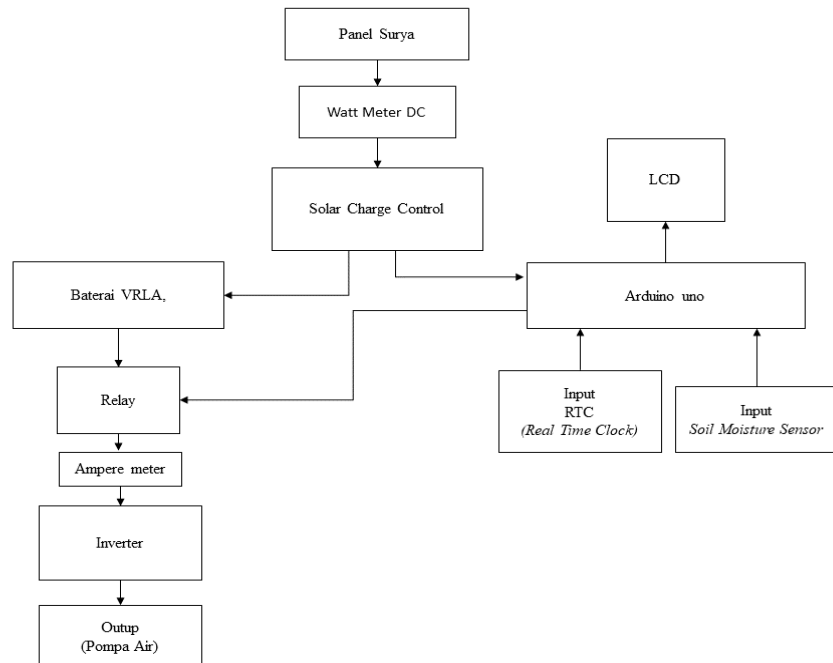 Panel Surya
Watt Meter DC
Solar Charge Control
LCD
Baterai VRLA,
Arduino uno
Relay
Input
RTC
(Real Time Clock)
Input
Soil Moisture Sensor
Ampere meter
Inverter
Outup
(Pompa Air)